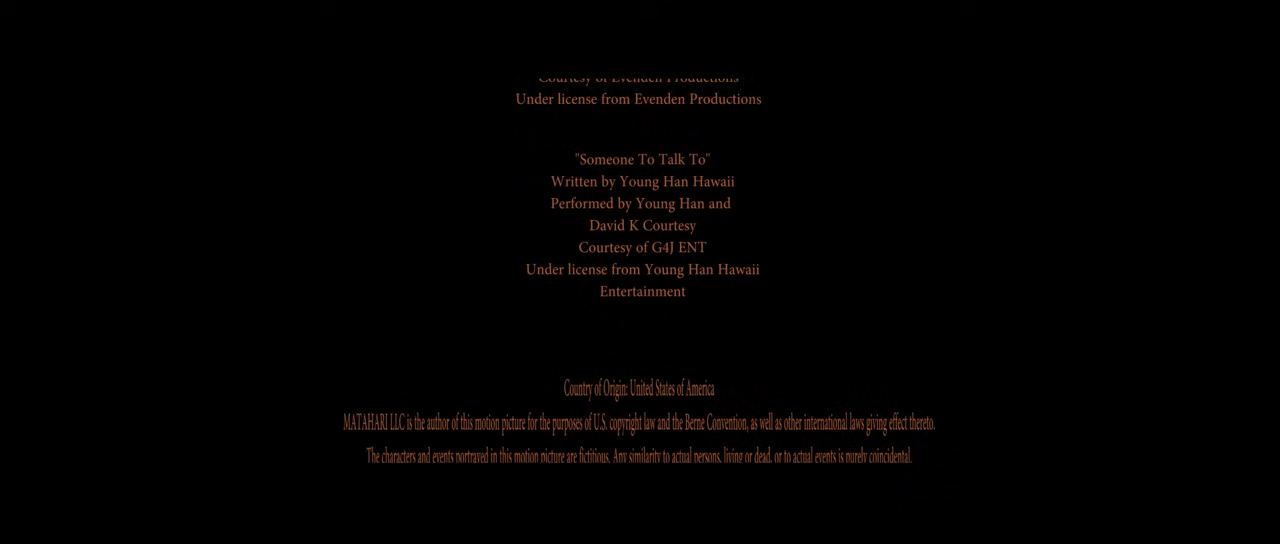 Courtesy of Evenden Productions
Under license from Evenden Productions
"Someone To Talk To"
Written by Young Han Hawaii
Performed by Young Han and
David K Courtesy
Courtesy of G4J ENT
Under license from Young Han Hawaii
Entertainment
Country of Origin: United States of America
MATAHARI LLC is the author of this motion picture for the purposes of U.S. copyright law and the Berne Convention, as well as other international laws giving effect thereto.
The characters and events portrayed in this motion picture are fictitious. Any similarity to actual persons, living or dead, or to actual events is purely coincidental.